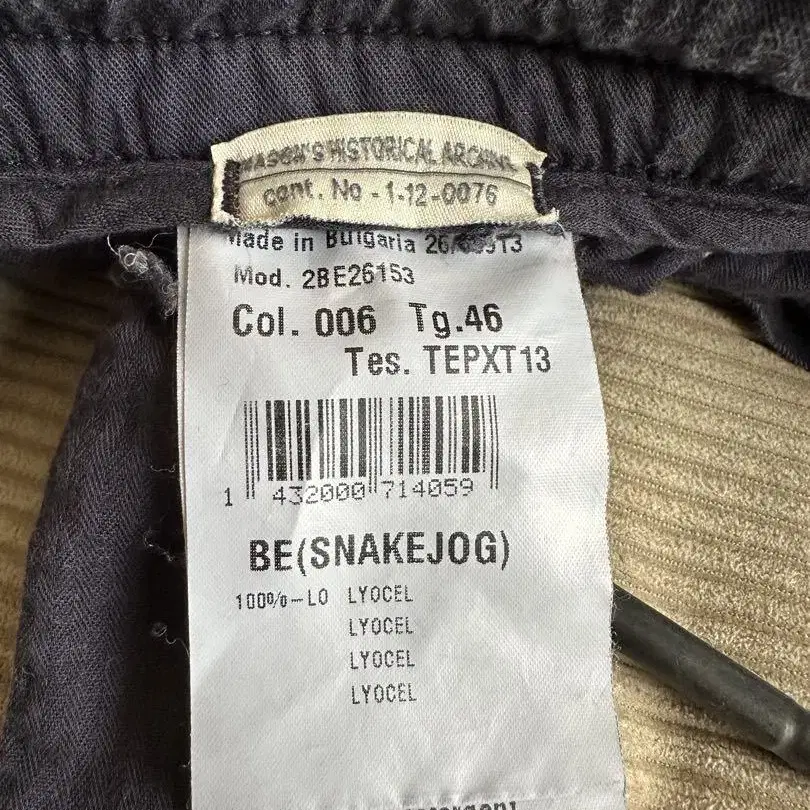 MASON'S HISTORICAL ARCHIVE
cont. No - 1-12-0076
Made in Bulgaria
Mod. 2BE26153
Col. 006 Tg.46
Tes. TEPXT13
1 432000 714059
BE(SNAKEJOG)
100%-LO LYOCEL
LYOCEL
LYOCEL
LYOCEL